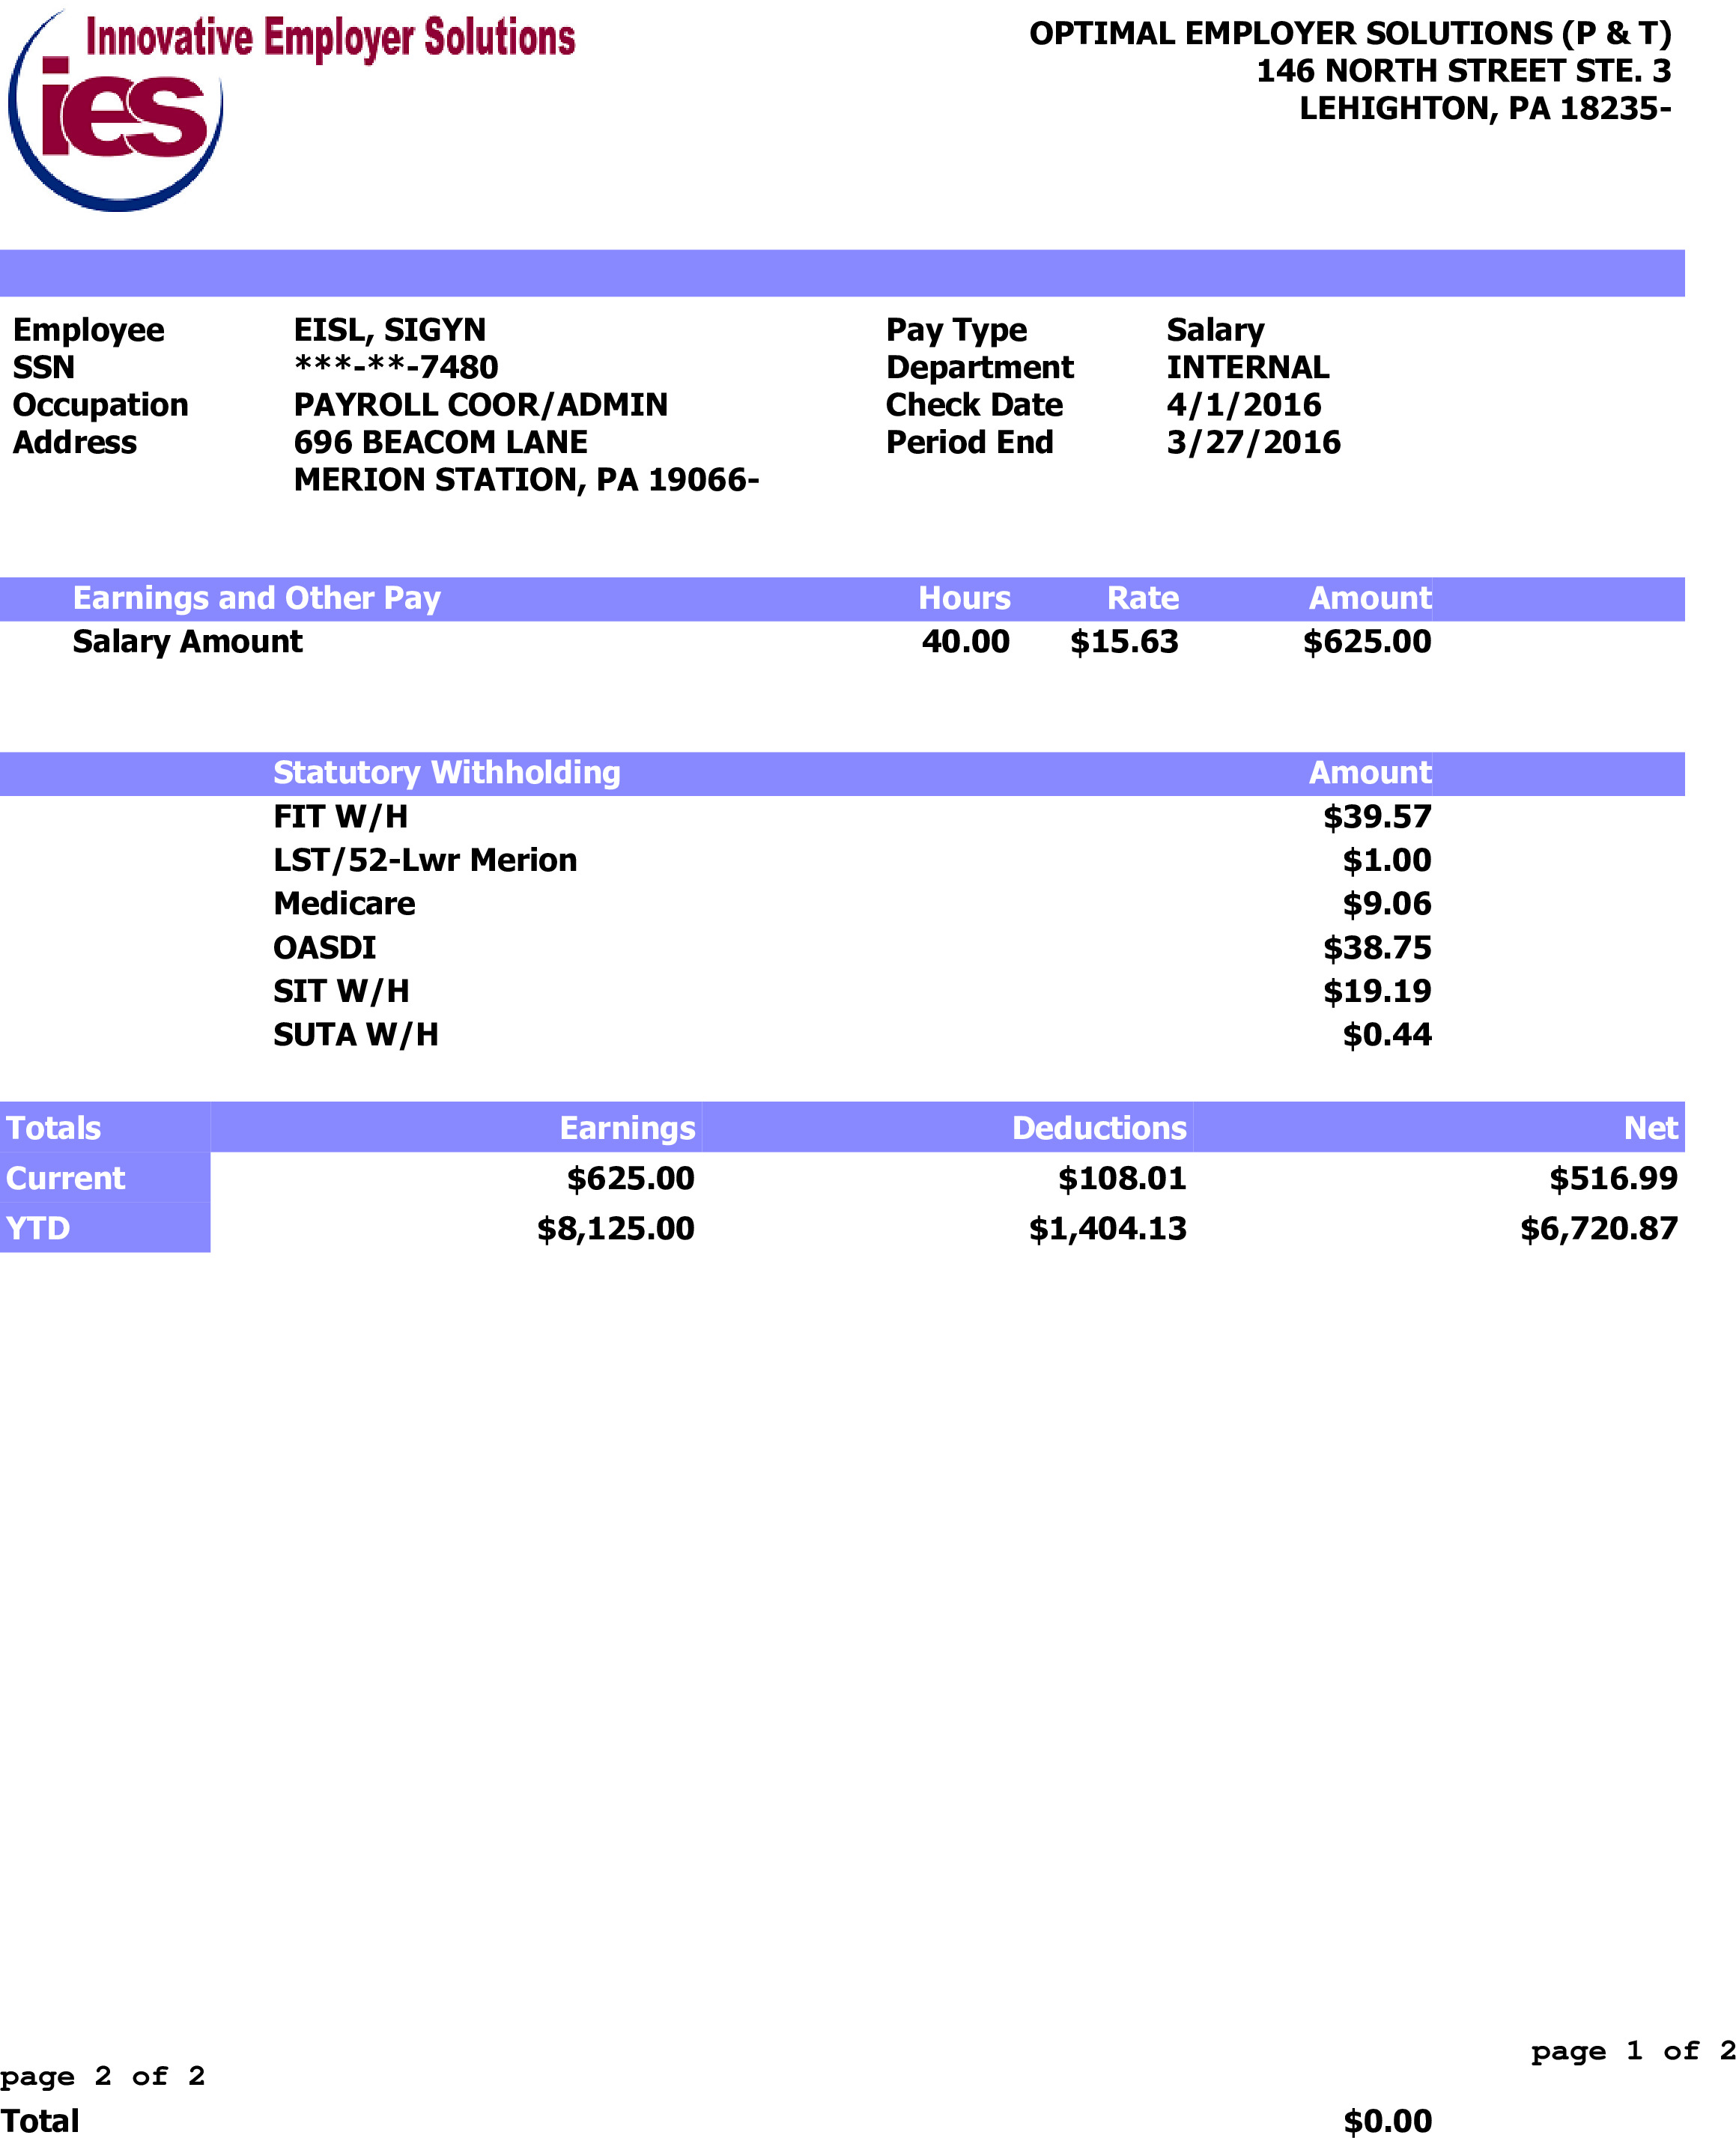 Innovative Employer Solutions
ies
OPTIMAL EMPLOYER SOLUTIONS (P & T)
146 NORTH STREET STE. 3
LEHIGHTON, PA 18235-
Employee EISL, SIGYN Pay Type Salary
SSN ***-**-7480 Department INTERNAL
Occupation PAYROLL COOR/ADMIN Check Date 4/1/2016
Address 696 BEACOM LANE Period End 3/27/2016
MERION STATION, PA 19066-
Earnings and Other Pay Hours Rate Amount
Salary Amount 40.00 $15.63 $625.00
Statutory Withholding Amount
FIT W/H $39.57
LST/52-Lwr Merion $1.00
Medicare $9.06
OASDI $38.75
SIT W/H $19.19
SUTA W/H $0.44
Totals Earnings Deductions Net
Current $625.00 $108.01 $516.99
YTD $8,125.00 $1,404.13 $6,720.87
page 1 of 2
page 2 of 2
Total $0.00